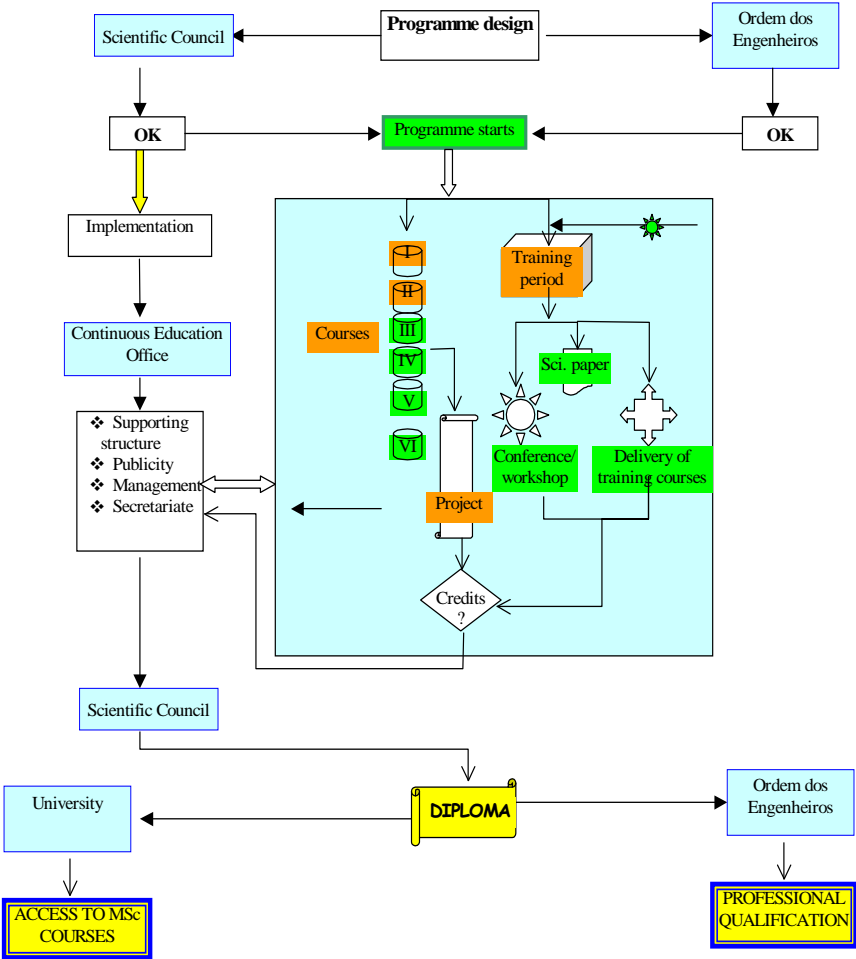 Programme design
Scientific Council
Ordem dos
Engenheiros
OK
Programme starts
OK
Implementation
Continuous Education
Office
❖ Supporting
structure
❖ Publicity
❖ Management
❖ Secretariate
Courses
I
II
III
IV
V
VI
Training
period
Sci. paper
Conference/
workshop
Delivery of
training courses
Project
Credits
?
Scientific Council
University
DIPLOMA
Ordem dos
Engenheiros
ACCESS TO MSc
COURSES
PROFESSIONAL
QUALIFICATION